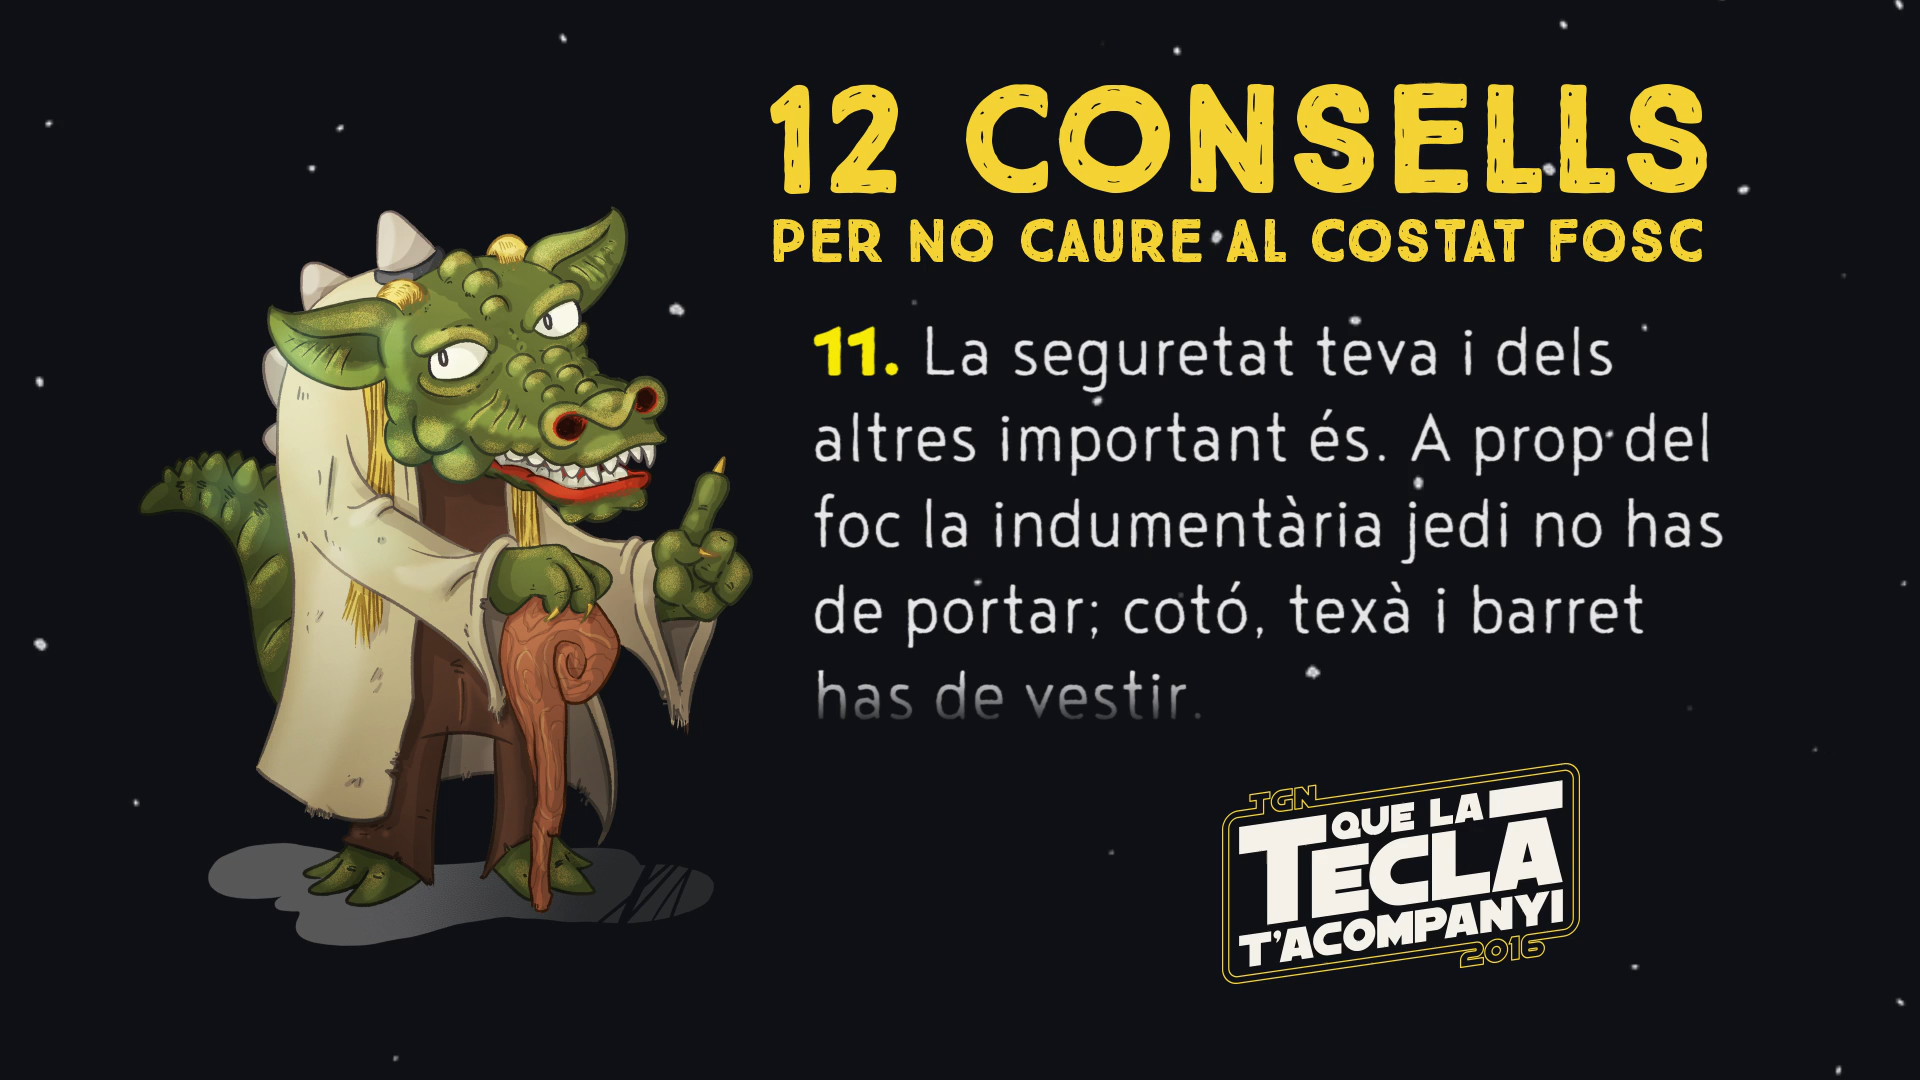 12 CONSELLS
PER NO CAURE AL COSTAT FOSC
11. La seguretat teva i dels
altres important és. A prop del
foc la indumentària jedi no has
de portar; cotó, texà i barret
has de vestir.
TGN
QUE LA
TECLA
T'ACOMPANYI
2016